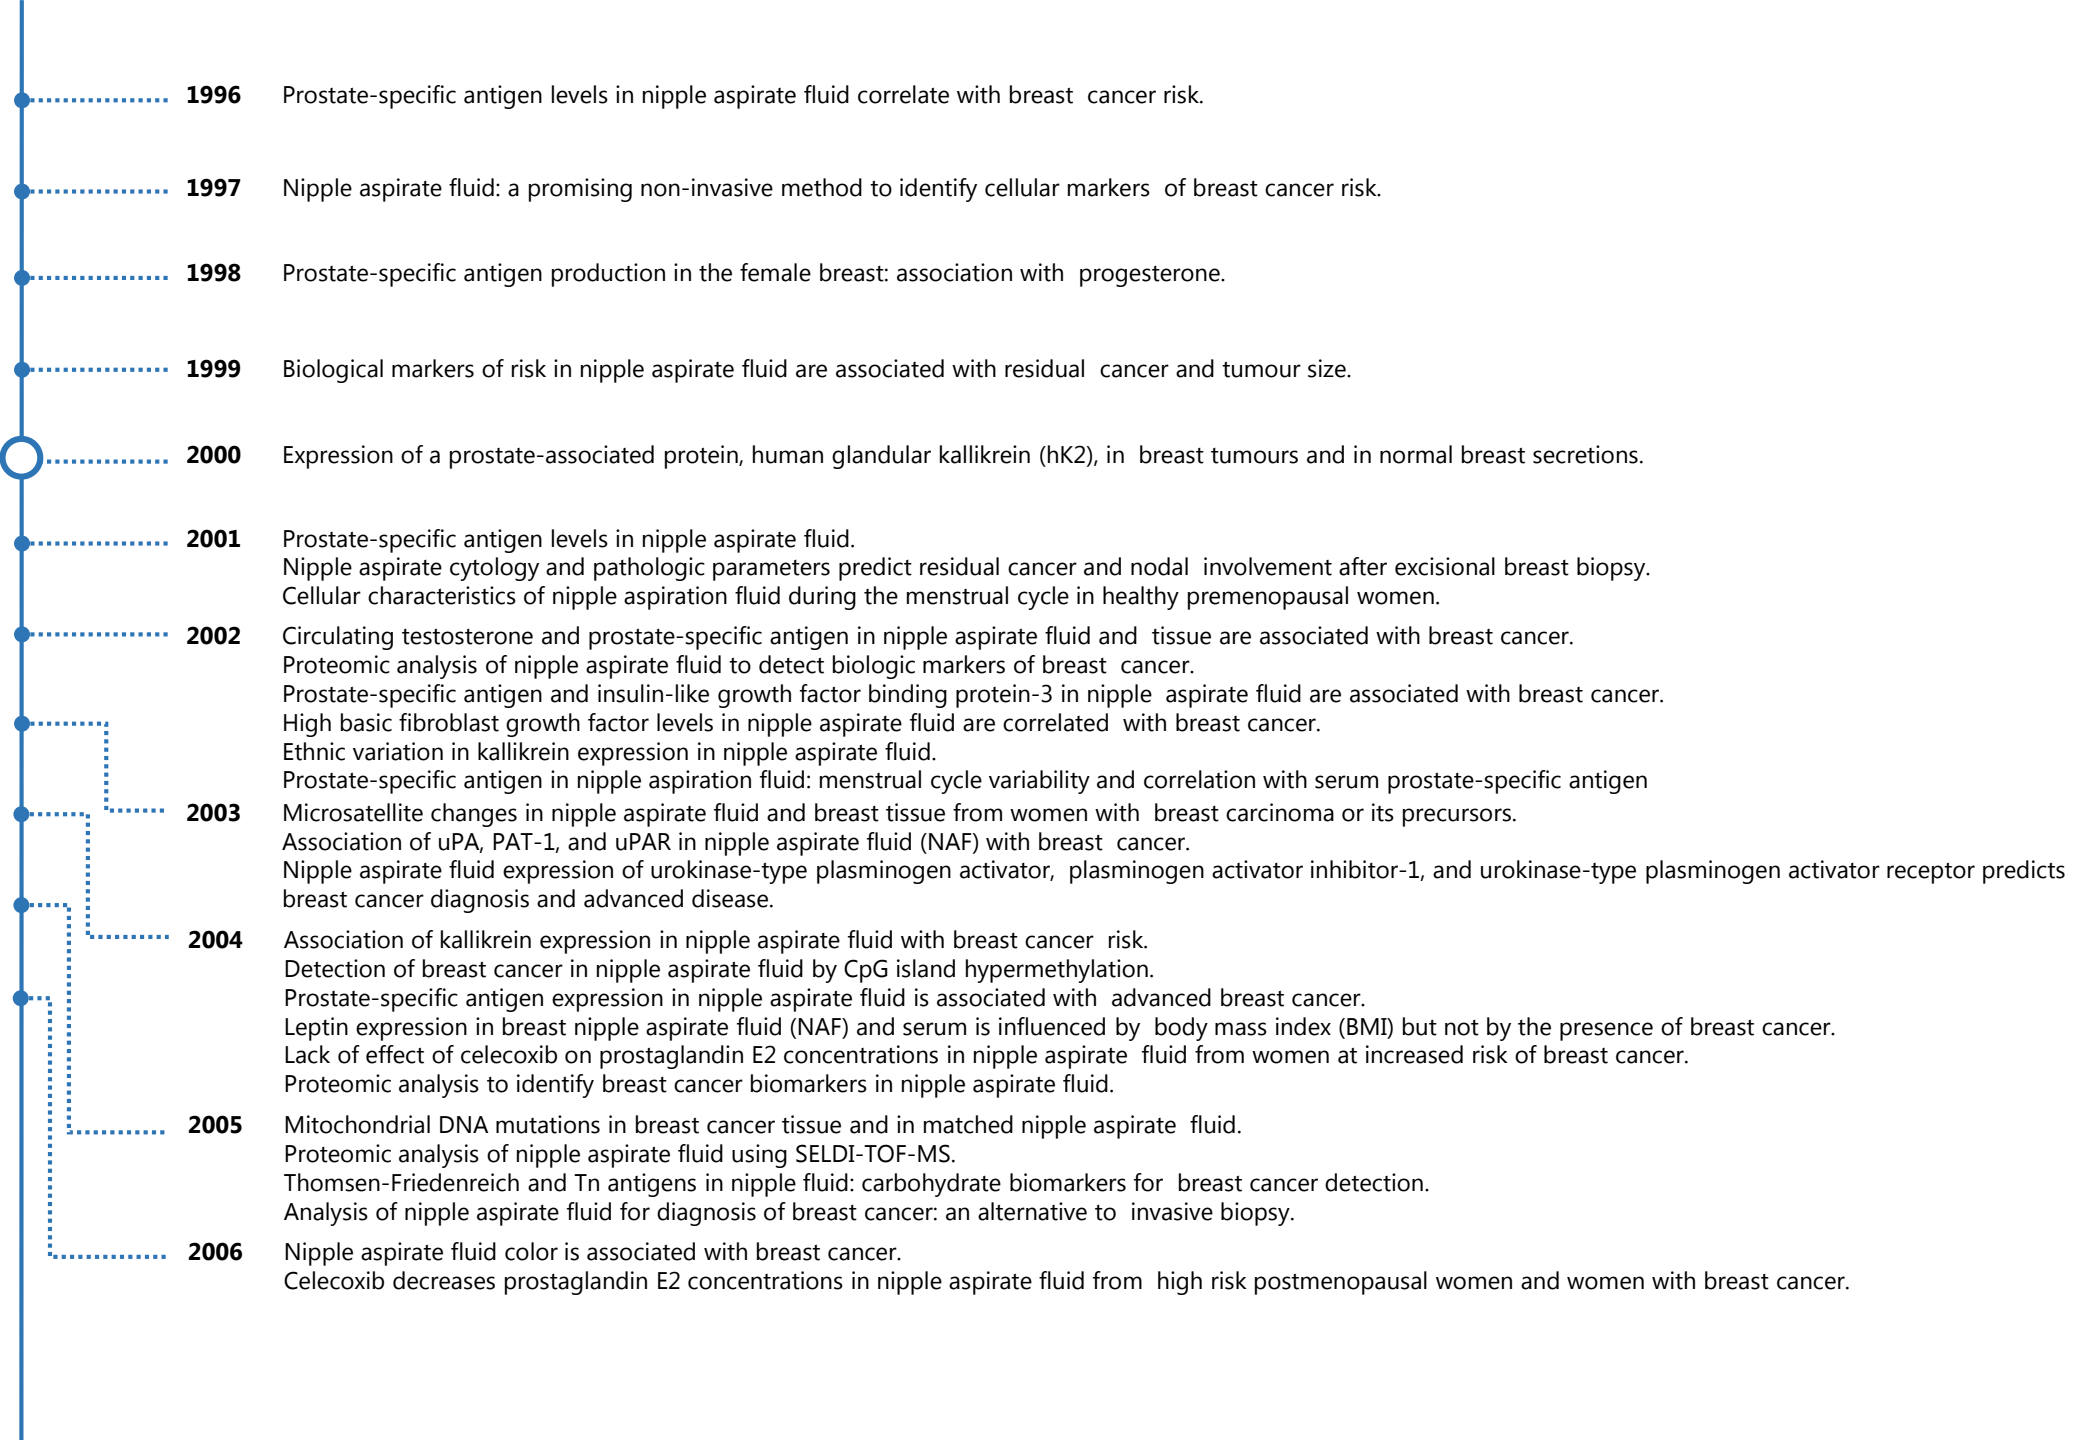 1996 Prostate-specific antigen levels in nipple aspirate fluid correlate with breast cancer risk.
1997 Nipple aspirate fluid: a promising non-invasive method to identify cellular markers of breast cancer risk.
1998 Prostate-specific antigen production in the female breast: association with progesterone.
1999 Biological markers of risk in nipple aspirate fluid are associated with residual cancer and tumour size.
2000 Expression of a prostate-associated protein, human glandular kallikrein (hK2), in breast tumours and in normal breast secretions.
2001 Prostate-specific antigen levels in nipple aspirate fluid.
Nipple aspirate cytology and pathologic parameters predict residual cancer and nodal involvement after excisional breast biopsy.
Cellular characteristics of nipple aspiration fluid during the menstrual cycle in healthy premenopausal women.
2002 Circulating testosterone and prostate-specific antigen in nipple aspirate fluid and tissue are associated with breast cancer.
Proteomic analysis of nipple aspirate fluid to detect biologic markers of breast cancer.
Prostate-specific antigen and insulin-like growth factor binding protein-3 in nipple aspirate fluid are associated with breast cancer.
High basic fibroblast growth factor levels in nipple aspirate fluid are correlated with breast cancer.
Ethnic variation in kallikrein expression in nipple aspirate fluid.
Prostate-specific antigen in nipple aspiration fluid: menstrual cycle variability and correlation with serum prostate-specific antigen
2003 Microsatellite changes in nipple aspirate fluid and breast tissue from women with breast carcinoma or its precursors.
Association of uPA, PAT-1, and uPAR in nipple aspirate fluid (NAF) with breast cancer.
Nipple aspirate fluid expression of urokinase-type plasminogen activator, plasminogen activator inhibitor-1, and urokinase-type plasminogen activator receptor predicts
breast cancer diagnosis and advanced disease.
2004 Association of kallikrein expression in nipple aspirate fluid with breast cancer risk.
Detection of breast cancer in nipple aspirate fluid by CpG island hypermethylation.
Prostate-specific antigen expression in nipple aspirate fluid is associated with advanced breast cancer.
Leptin expression in breast nipple aspirate fluid (NAF) and serum is influenced by body mass index (BMI) but not by the presence of breast cancer.
Lack of effect of celecoxib on prostaglandin E2 concentrations in nipple aspirate fluid from women at increased risk of breast cancer.
Proteomic analysis to identify breast cancer biomarkers in nipple aspirate fluid.
2005 Mitochondrial DNA mutations in breast cancer tissue and in matched nipple aspirate fluid.
Proteomic analysis of nipple aspirate fluid using SELDI-TOF-MS.
Thomsen-Friedenreich and Tn antigens in nipple fluid: carbohydrate biomarkers for breast cancer detection.
Analysis of nipple aspirate fluid for diagnosis of breast cancer: an alternative to invasive biopsy.
2006 Nipple aspirate fluid color is associated with breast cancer.
Celecoxib decreases prostaglandin E2 concentrations in nipple aspirate fluid from high risk postmenopausal women and women with breast cancer.